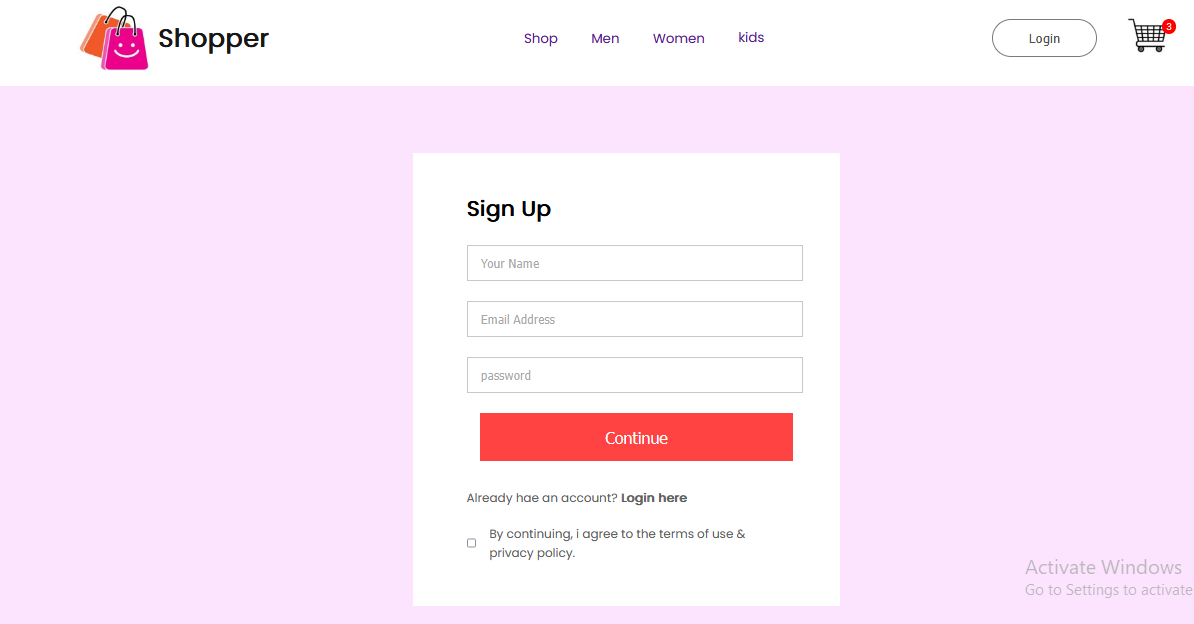 Shopper
Shop Men Women kids
Login
3
Sign Up
Your Name
Email Address
password
Continue
Already hae an account? Login here
By continuing, i agree to the terms of use &
privacy policy.
Activate Windows
Go to Settings to activate